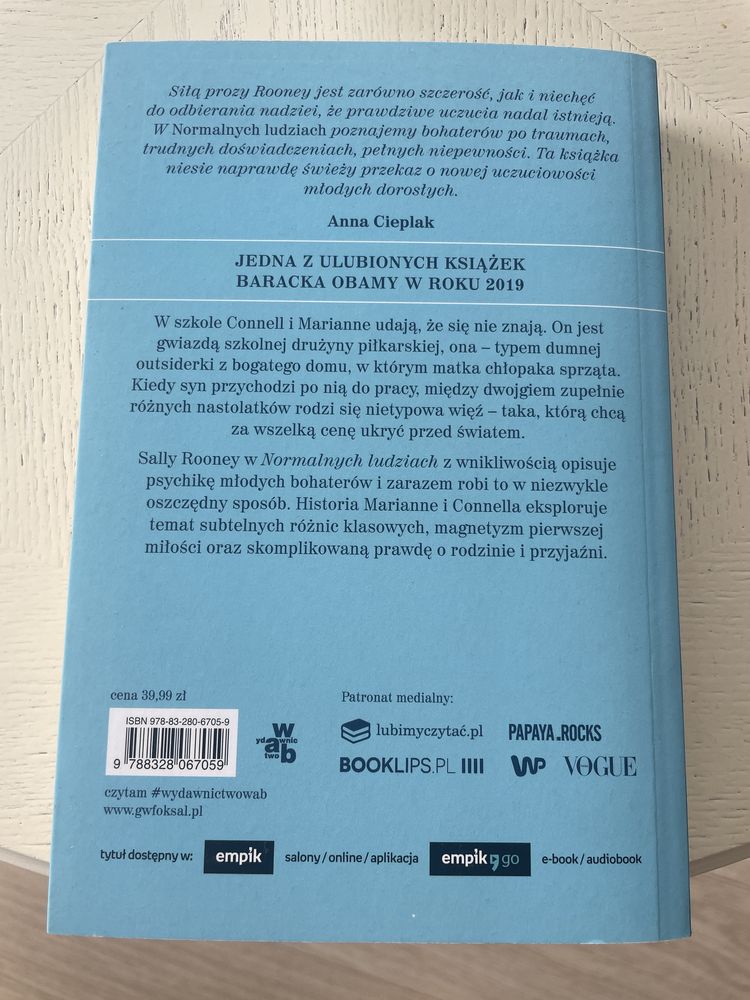 Siłą prozy Rooney jest zarówno szczerość, jak i niechęć
do odbierania nadziei, że prawdziwe uczucia nadal istnieją.
W Normalnych ludziach poznajemy bohaterów po traumach,
trudnych doświadczeniach, pełnych niepewności. Ta książka
niesie naprawdę świeży przekaz o nowej uczuciowości
młodych dorosłych.
Anna Cieplak
JEDNA Z ULUBIONYCH KSIĄŻEK
BARACKA OBAMY W ROKU 2019
W szkole Connell i Marianne udają, że się nie znają. On jest
gwiazdą szkolnej drużyny piłkarskiej, ona – typem dumnej
outsiderki z bogatego domu, w którym matka chłopaka sprząta.
Kiedy syn przychodzi po nią do pracy, między dwojgiem zupełnie
różnych nastolatków rodzi się nietypowa więź – taka, którą chcą
za wszelką cenę ukryć przed światem.
Sally Rooney w Normalnych ludziach z wnikliwością opisuje
psychikę młodych bohaterów i zarazem robi to w niezwykle
oszczędny sposób. Historia Marianne i Connella eksploruje
temat subtelnych różnic klasowych, magnetyzm pierwszej
miłości oraz skomplikowaną prawdę o rodzinie i przyjaźni.
cena 39,99 zł
ISBN 978-83-280-6705-9
9 788328 067059
wydawnictwo wab
czytam #wydawnictwowab
www.gwfoksal.pl
Patronat medialny:
lubimyczytać.pl
PAPAYA.ROCKS
BOOKLIPS.PL
WP
VOGUE
tytuł dostępny w: empik salony/online/aplikacja empik go e-book/audiobook